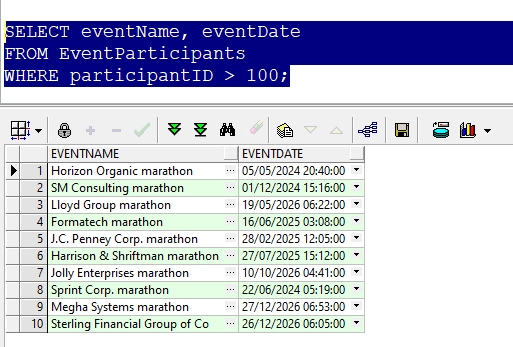 SELECT eventName, eventDate
FROM EventParticipants
WHERE participantID > 100;
EVENTNAME EVENTDATE
1 Horizon Organic marathon ... 05/05/2024 20:40:00
2 SM Consulting marathon ... 01/12/2024 15:16:00
3 Lloyd Group marathon ... 19/05/2026 06:22:00
4 Formatech marathon ... 16/06/2025 03:08:00
5 J.C. Penney Corp. marathon ... 28/02/2025 12:05:00
6 Harrison & Shriftman marathon ... 27/07/2025 15:12:00
7 Jolly Enterprises marathon ... 10/10/2026 04:41:00
8 Sprint Corp. marathon ... 22/06/2024 05:19:00
9 Megha Systems marathon ... 27/12/2026 06:53:00
10 Sterling Financial Group of Co ... 26/12/2026 06:05:00